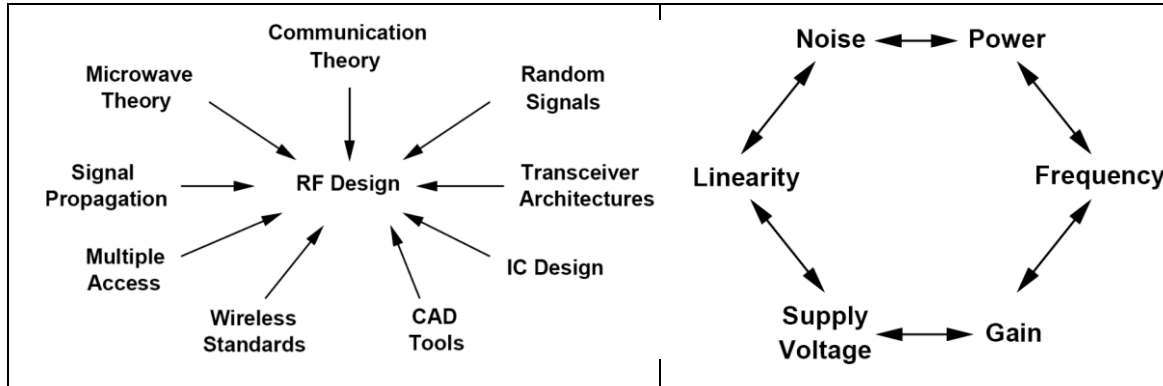 Communication
Theory
Microwave
Theory
Random
Signals
Signal
Propagation
RF Design
Transceiver
Architectures
Multiple
Access
IC Design
Wireless
Standards
CAD
Tools
Noise
Power
Linearity
Frequency
Supply
Voltage
Gain